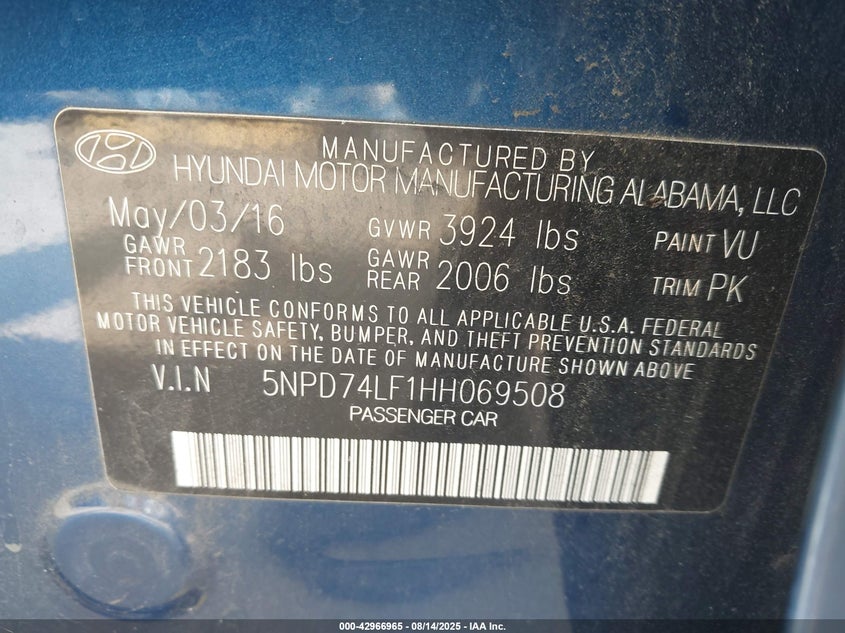 MANUFACTURED BY
HYUNDAI MOTOR MANUFACTURING ALABAMA, LLC
May/03/16 GVWR 3924 lbs PAINT VU
GAWR FRONT 2183 lbs GAWR REAR 2006 lbs TRIM PK
THIS VEHICLE CONFORMS TO ALL APPLICABLE U.S.A. FEDERAL
MOTOR VEHICLE SAFETY, BUMPER, AND THEFT PREVENTION STANDARDS
IN EFFECT ON THE DATE OF MANUFACTURE SHOWN ABOVE
V.I.N 5NPD74LF1HH069508
PASSENGER CAR
000-42966965 - 08/14/2025 - IAA Inc.